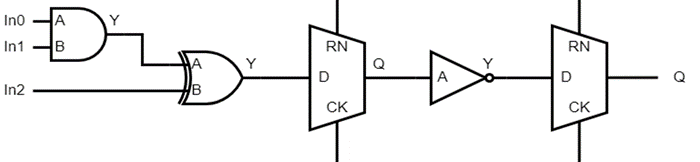 In0 A Y
In1 B
RN RN
A Y Q Y
D A D Q
In2 B
CK CK